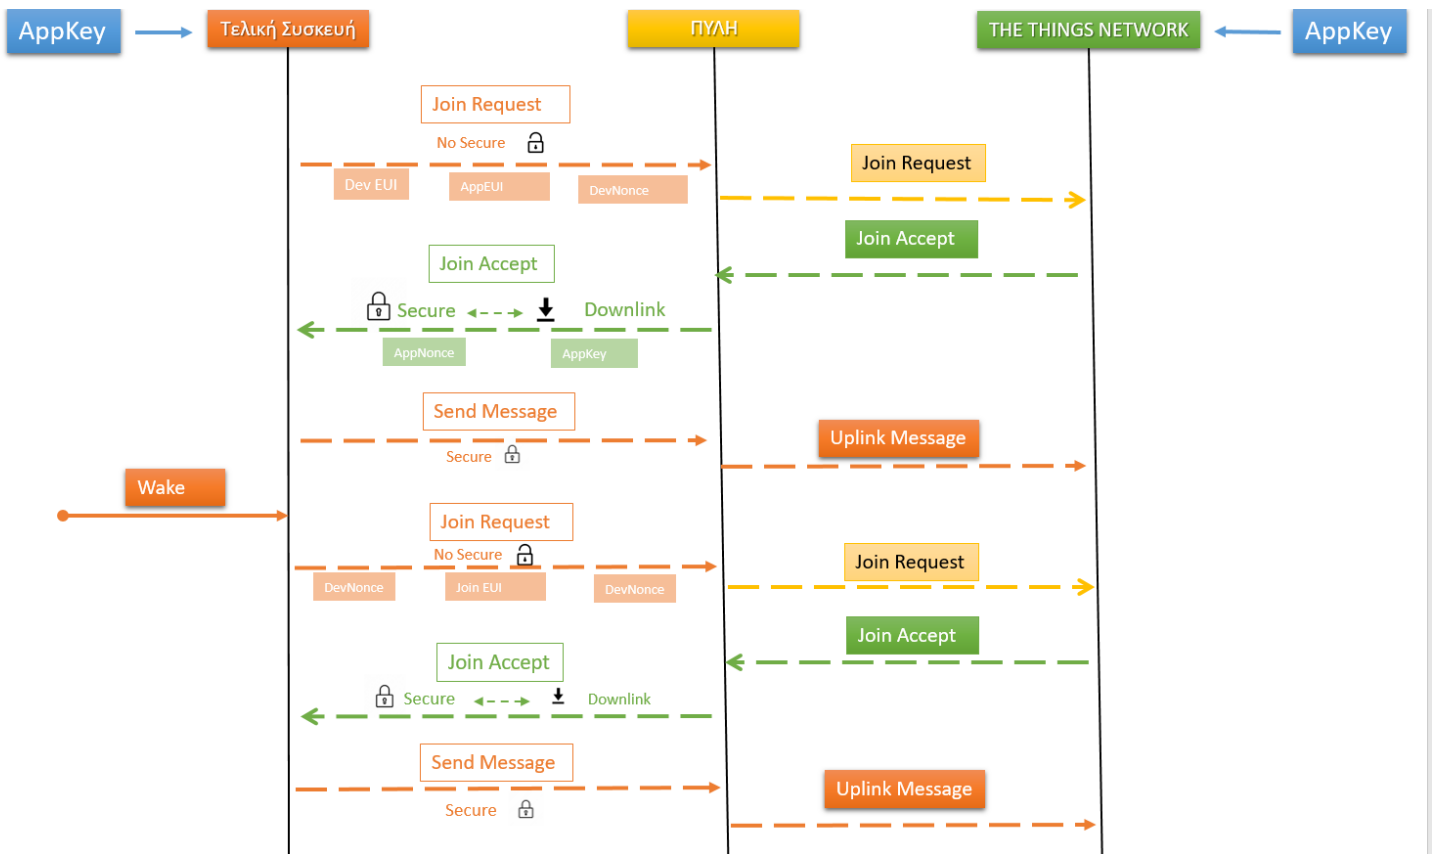 AppKey
Τελική Συσκευή
ΠΥΛΗ
THE THINGS NETWORK
AppKey
Join Request
No Secure
Join Request
Dev EUI
AppEUI
DevNonce
Join Accept
Join Accept
Secure
Downlink
AppNonce
AppKey
Send Message
Uplink Message
Secure
Wake
Join Request
No Secure
Join Request
DevNonce
Join EUI
DevNonce
Join Accept
Join Accept
Secure
Downlink
Send Message
Uplink Message
Secure